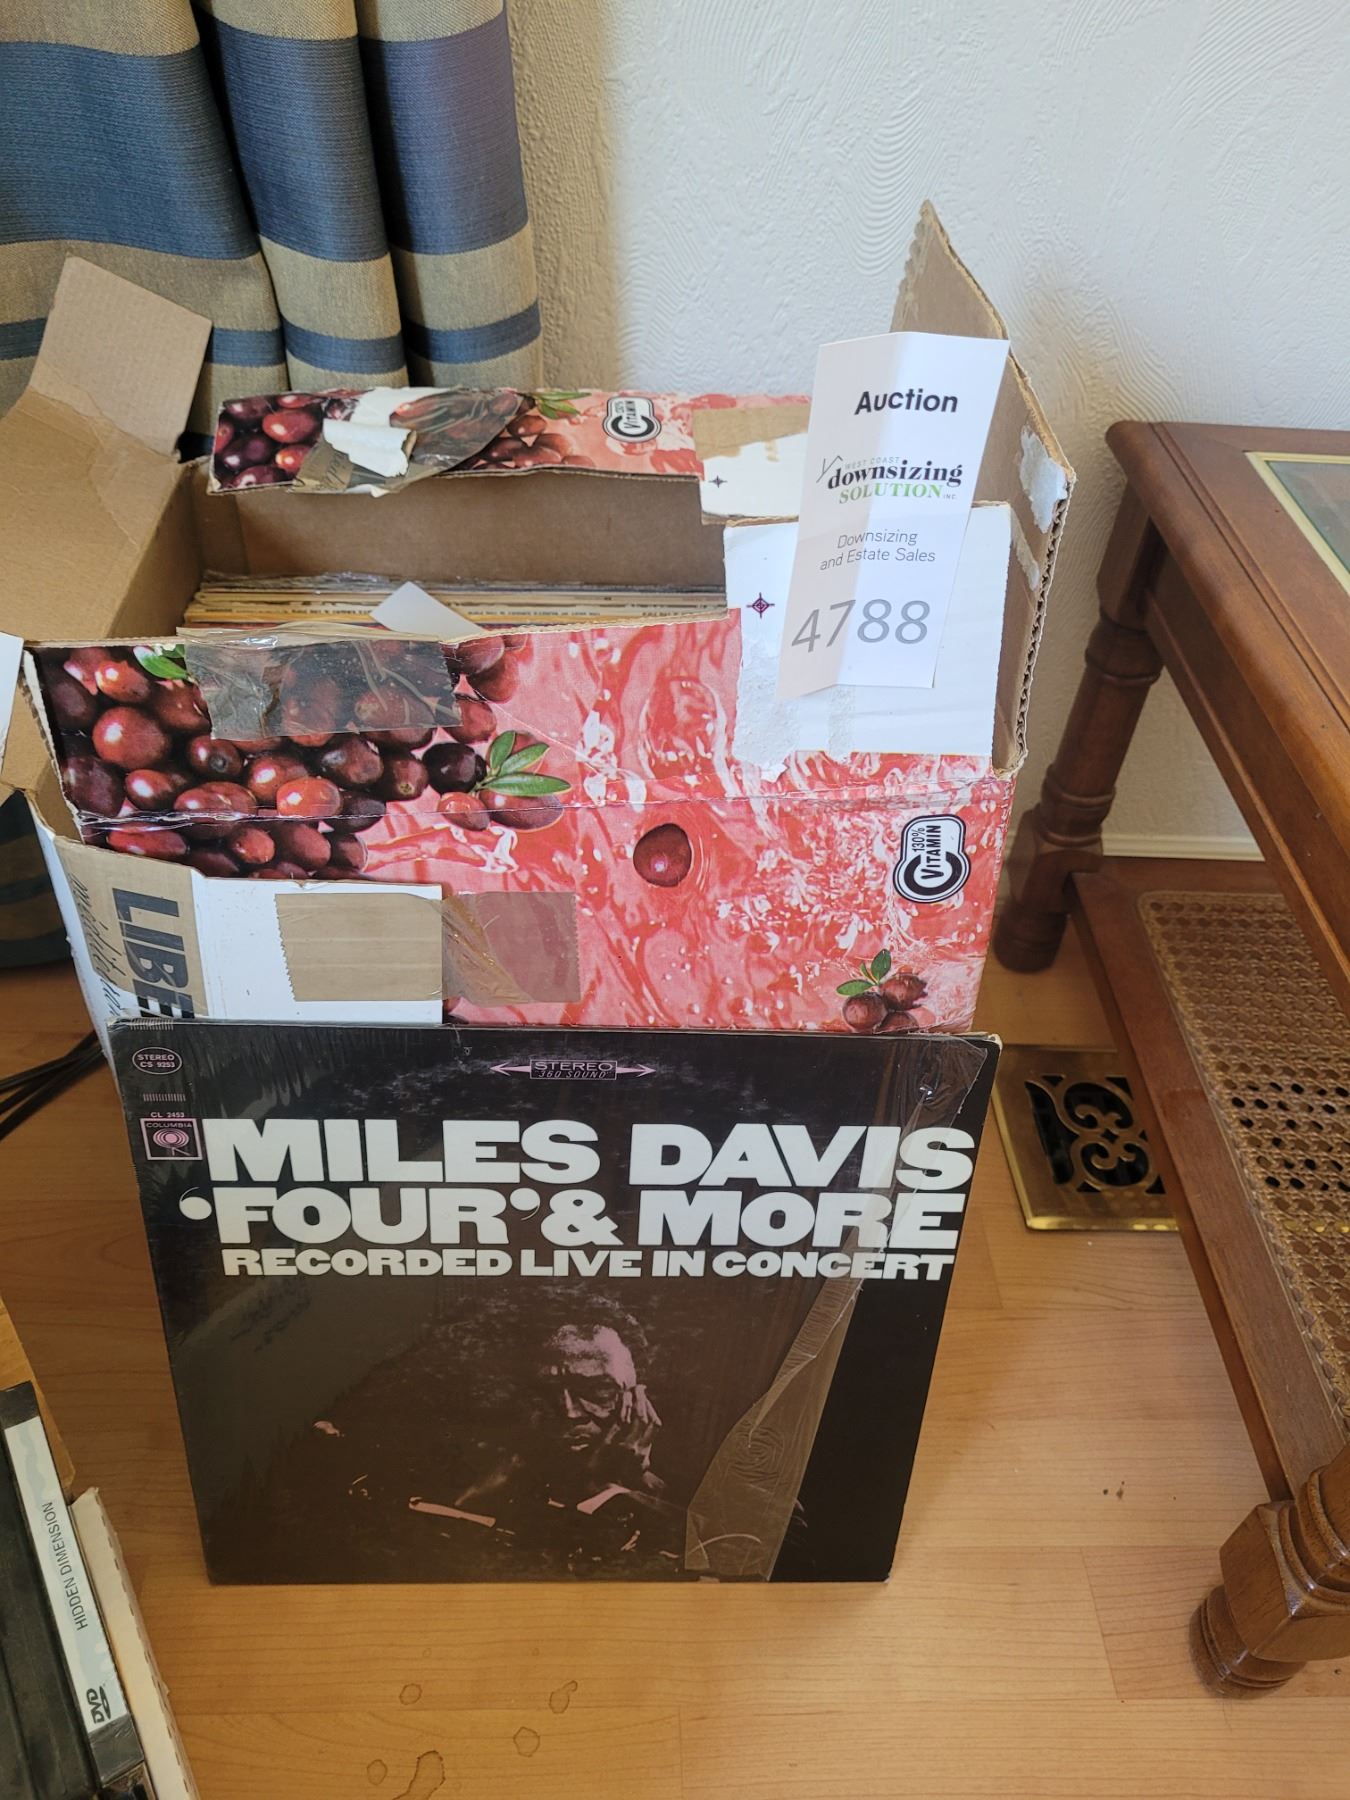 130%
C
VITAMIN
Auction
WEST COAST
downsizing
SOLUTION INC.
Downsizing
and Estate Sales
4788
130%
C
VITAMIN
LIBE
STEREO
CS 9253
STEREO
360 SOUND
CL 2453
COLUMBIA
MILES DAVIS
'FOUR' & MORE
RECORDED LIVE IN CONCERT
HIDDEN DIMENSION
DVD